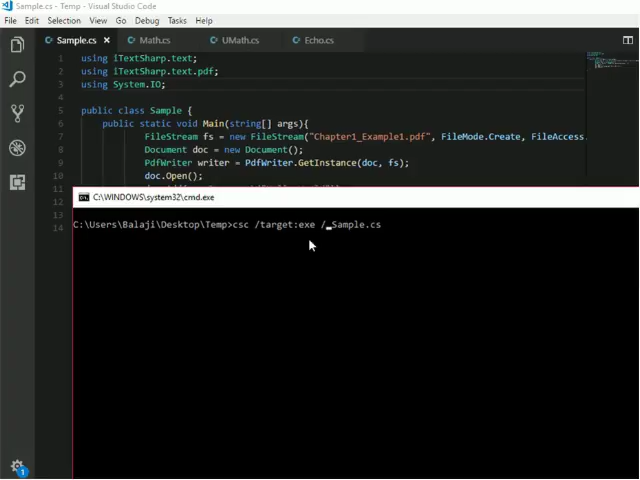 Sample.cs - Temp - Visual Studio Code
File Edit Selection View Go Debug Tasks Help
Sample.cs Math.cs UMath.cs Echo.cs
1 using iTextSharp.text;
2 using iTextSharp.text.pdf;
3 using System.IO;
4
5 public class Sample {
6 public static void Main(string[] args){
7 FileStream fs = new FileStream("Chapter1_Example1.pdf", FileMode.Create, FileAccess.
8 Document doc = new Document();
9 PdfWriter writer = PdfWriter.GetInstance(doc, fs);
10 doc.Open();
C:\WINDOWS\system32\cmd.exe
12
13
C:\Users\Balaji\Desktop\Temp>csc /target:exe /_Sample.cs
14
1